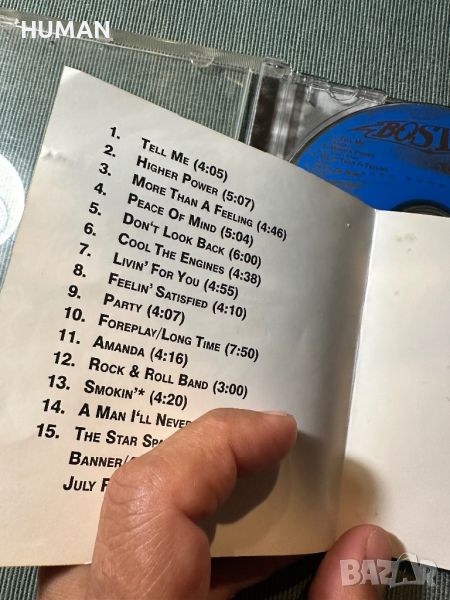 HUMAN
1. TELL ME (4:05)
2. HIGHER POWER (5:07)
3. MORE THAN A FEELING (4:46)
4. PEACE OF MIND (5:04)
5. DON'T LOOK BACK (6:00)
6. COOL THE ENGINES (4:38)
7. LIVIN' FOR YOU (4:55)
8. FEELIN' SATISFIED (4:10)
9. PARTY (4:07)
10. FOREPLAY/LONG TIME (7:50)
11. AMANDA (4:16)
12. ROCK & ROLL BAND (3:00)
13. SMOKIN'* (4:20)
14. A MAN I'LL NEVER
15. THE STAR SPA
BANNER/
JULY F
BOST
BAZAR